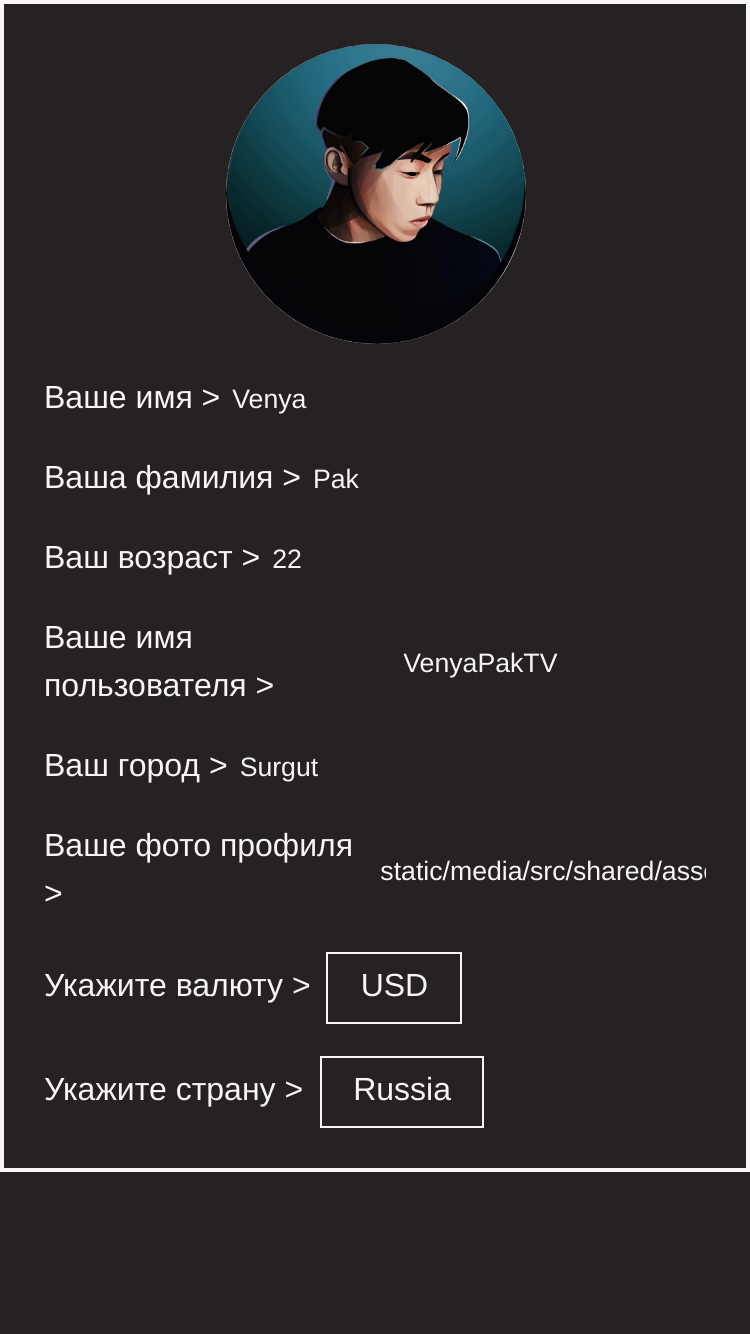 Ваше имя > Venya
Ваша фамилия > Pak
Ваш возраст > 22
Ваше имя
пользователя > VenyaPakTV
Ваш город > Surgut
Ваше фото профиля
> static/media/src/shared/ass
Укажите валюту > USD
Укажите страну > Russia